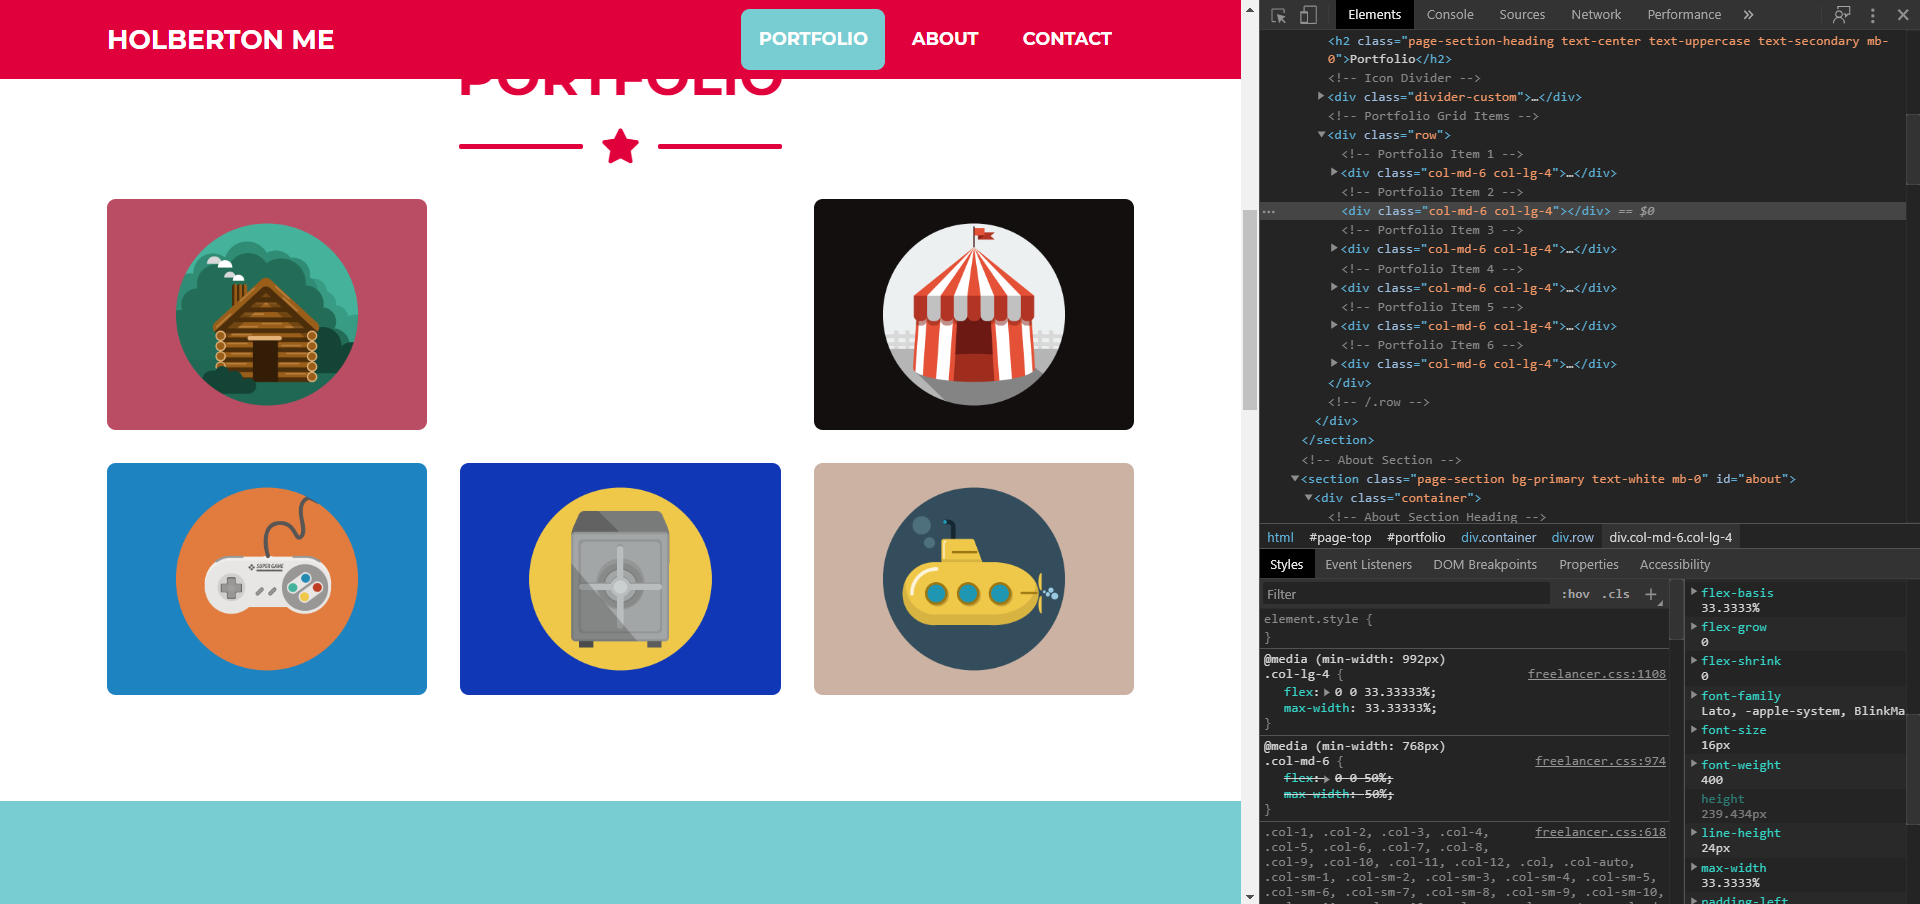 HOLBERTON ME
PORTFOLIO
ABOUT
CONTACT
PORTFOLIO
SUPER GAME
Elements
Console
Sources
Network
Performance
<h2 class="page-section-heading text-center text-uppercase text-secondary mb-
0">Portfolio</h2>
<!-- Icon Divider -->
<div class="divider-custom">…</div>
<!-- Portfolio Grid Items -->
<div class="row">
<!-- Portfolio Item 1 -->
<div class="col-md-6 col-lg-4">…</div>
<!-- Portfolio Item 2 -->
<div class="col-md-6 col-lg-4"></div> == $0
<!-- Portfolio Item 3 -->
<div class="col-md-6 col-lg-4">…</div>
<!-- Portfolio Item 4 -->
<div class="col-md-6 col-lg-4">…</div>
<!-- Portfolio Item 5 -->
<div class="col-md-6 col-lg-4">…</div>
<!-- Portfolio Item 6 -->
<div class="col-md-6 col-lg-4">…</div>
</div>
<!-- /.row -->
</div>
</section>
<!-- About Section -->
<section class="page-section bg-primary text-white mb-0" id="about">
<div class="container">
<!-- About Section Heading -->
html #page-top #portfolio div.container div.row div.col-md-6.col-lg-4
Styles Event Listeners DOM Breakpoints Properties Accessibility
Filter
:hov .cls +
element.style {
}
@media (min-width: 992px)
.col-lg-4 {
freelancer.css:1108
flex: 0 0 33.33333%;
max-width: 33.33333%;
}
@media (min-width: 768px)
.col-md-6 {
freelancer.css:974
flex: 0 0 50%;
max-width: 50%;
}
.col-1, .col-2, .col-3, .col-4,
freelancer.css:618
.col-5, .col-6, .col-7, .col-8,
.col-9, .col-10, .col-11, .col-12, .col, .col-auto,
.col-sm-1, .col-sm-2, .col-sm-3, .col-sm-4, .col-sm-5,
.col-sm-6, .col-sm-7, .col-sm-8, .col-sm-9, .col-sm-10,
flex-basis
33.3333%
flex-grow
0
flex-shrink
0
font-family
Lato, -apple-system, BlinkMa
font-size
16px
font-weight
400
height
239.434px
line-height
24px
max-width
33.3333%
padding-left